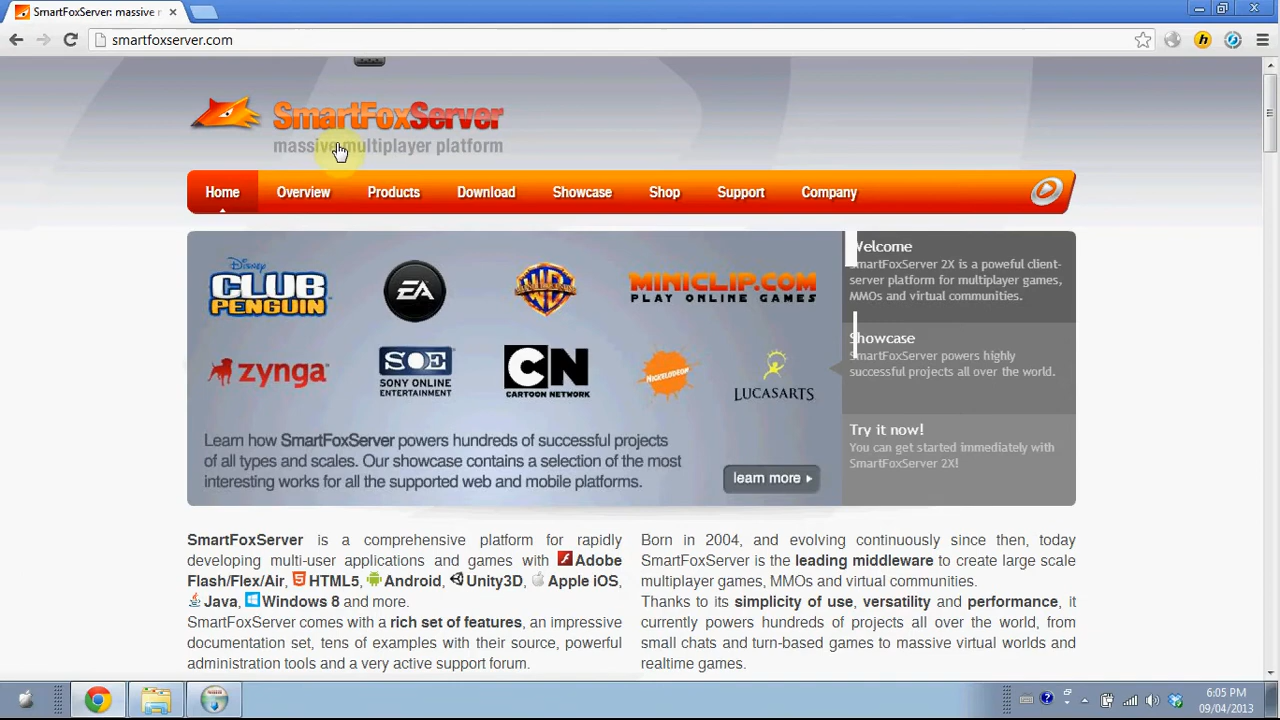 SmartFoxServer: massive r
smartfoxserver.com
SmartFoxServer
massive multiplayer platform
Home Overview Products Download Showcase Shop Support Company
Disney
CLUB PENGUIN
EA
WB
MINICLIP.COM
PLAY ONLINE GAMES
zynga
SOE
SONY ONLINE
ENTERTAINMENT
CN
CARTOON NETWORK
NICKELODEON
LUCASARTS
Learn how SmartFoxServer powers hundreds of successful projects
of all types and scales. Our showcase contains a selection of the most
interesting works for all the supported web and mobile platforms.
learn more
Welcome
SmartFoxServer 2X is a poweful client-
server platform for multiplayer games,
MMOs and virtual communities.
Showcase
SmartFoxServer powers highly
successful projects all over the world.
Try it now!
You can get started immediately with
SmartFoxServer 2X!
SmartFoxServer is a comprehensive platform for rapidly
developing multi-user applications and games with Adobe
Flash/Flex/Air, HTML5, Android, Unity3D, Apple iOS,
Java, Windows 8 and more.
SmartFoxServer comes with a rich set of features, an impressive
documentation set, tens of examples with their source, powerful
administration tools and a very active support forum.
Born in 2004, and evolving continuously since then, today
SmartFoxServer is the leading middleware to create large scale
multiplayer games, MMOs and virtual communities.
Thanks to its simplicity of use, versatility and performance, it
currently powers hundreds of projects all over the world, from
small chats and turn-based games to massive virtual worlds and
realtime games.
6:05 PM
09/04/2013